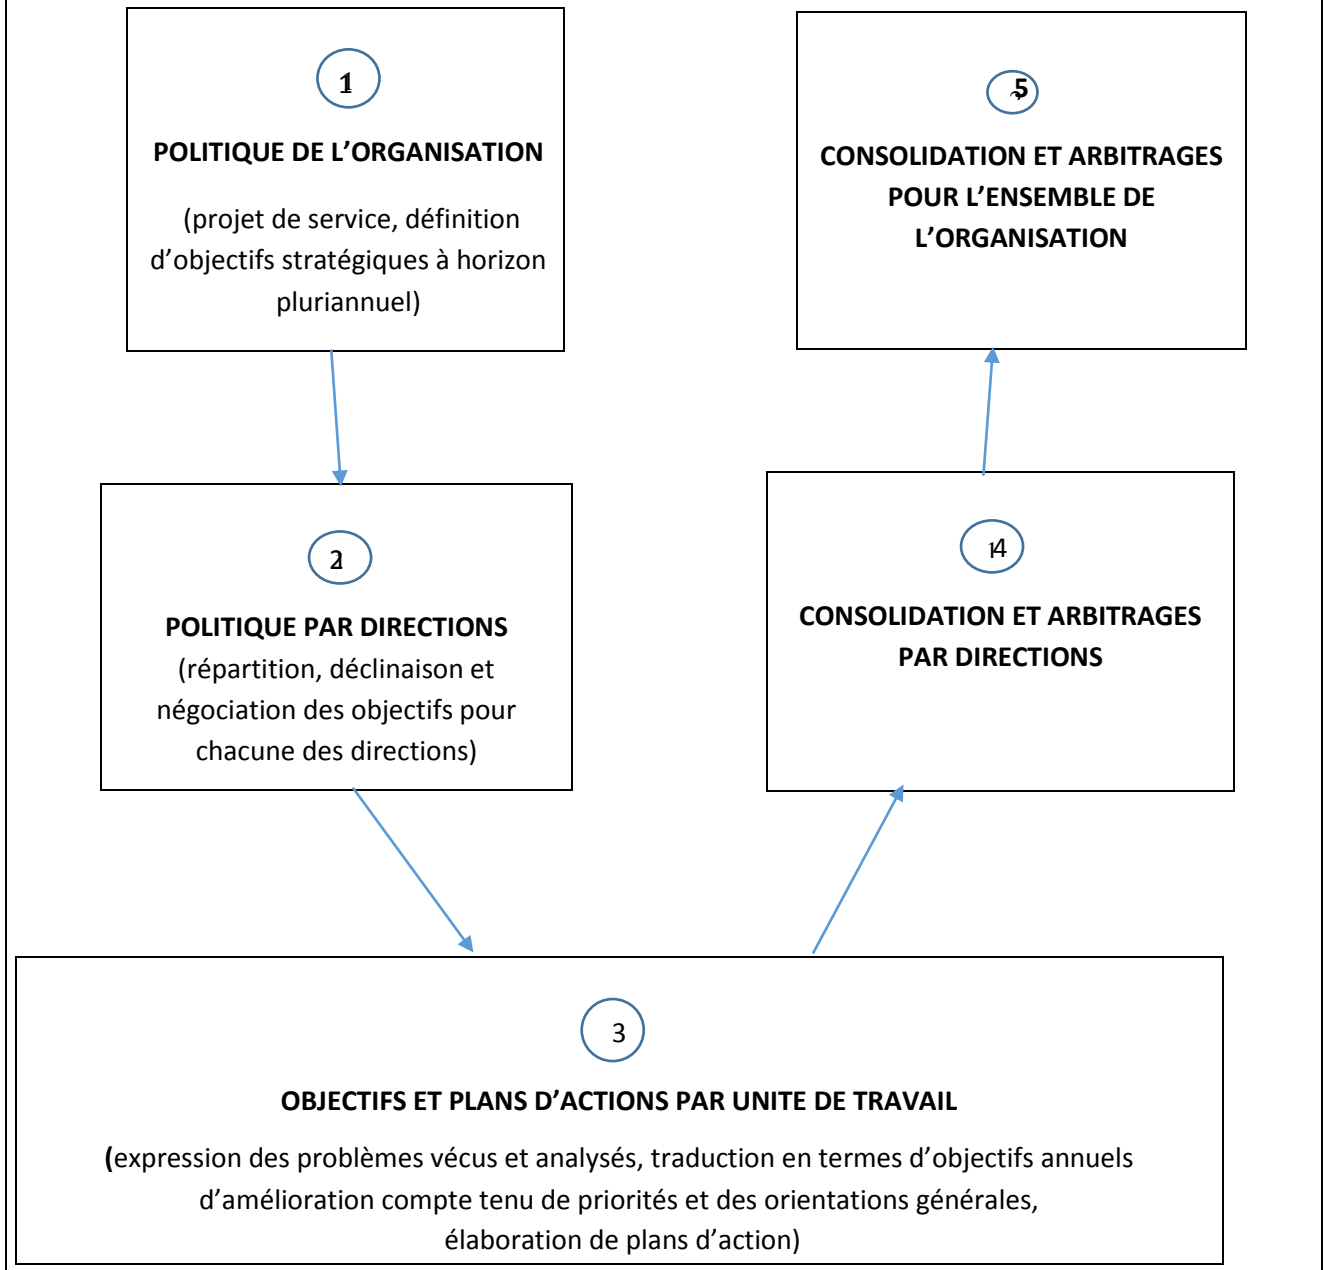 1
POLITIQUE DE L’ORGANISATION
(projet de service, définition
d’objectifs stratégiques à horizon
pluriannuel)
2
POLITIQUE PAR DIRECTIONS
(répartition, déclinaison et
négociation des objectifs pour
chacune des directions)
3
OBJECTIFS ET PLANS D’ACTIONS PAR UNITE DE TRAVAIL
(expression des problèmes vécus et analysés, traduction en termes d’objectifs annuels
d’amélioration compte tenu de priorités et des orientations générales,
élaboration de plans d’action)
4
CONSOLIDATION ET ARBITRAGES
PAR DIRECTIONS
5
CONSOLIDATION ET ARBITRAGES
POUR L’ENSEMBLE DE
L’ORGANISATION